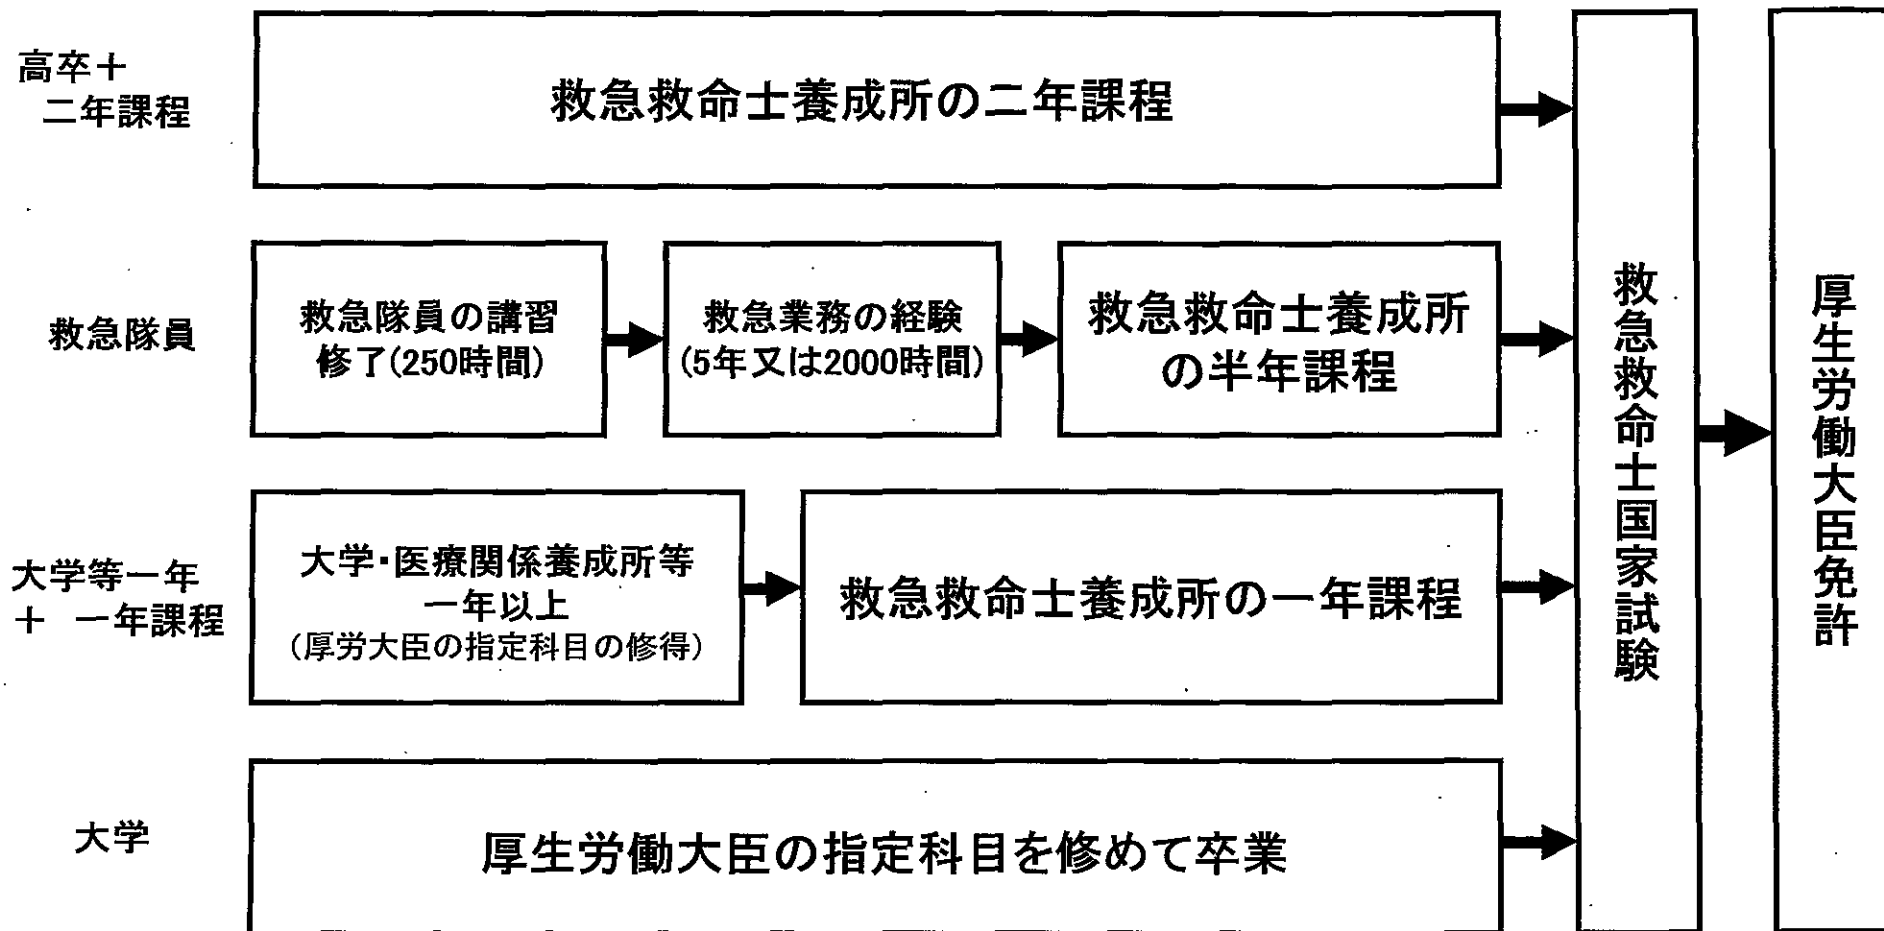 高卒＋
二年課程
救急救命士養成所の二年課程
救急隊員
救急隊員の講習
修了(250時間)
救急業務の経験
(5年又は2000時間)
救急救命士養成所
の半年課程
大学等一年
＋ 一年課程
大学・医療関係養成所等
一年以上
（厚労大臣の指定科目の修得）
救急救命士養成所の一年課程
大学
厚生労働大臣の指定科目を修めて卒業
救急救命士国家試験
厚生労働大臣免許